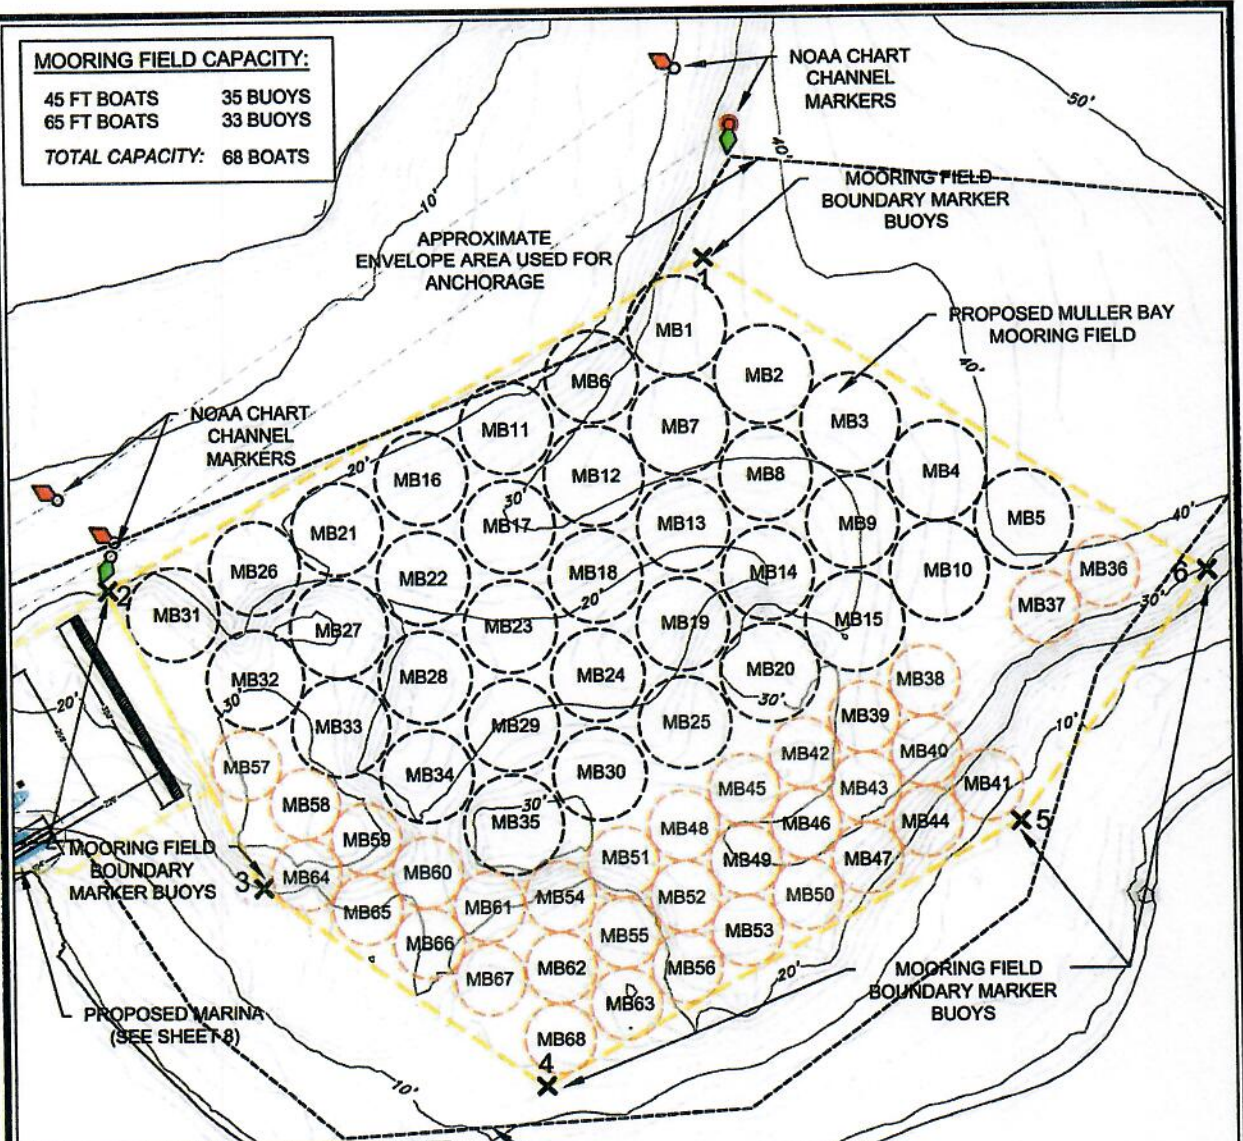 MOORING FIELD CAPACITY:
45 FT BOATS 35 BUOYS
65 FT BOATS 33 BUOYS
TOTAL CAPACITY: 68 BOATS
NOAA CHART
CHANNEL
MARKERS
50'
40'
10'
MOORING FIELD
BOUNDARY MARKER
BUOYS
APPROXIMATE
ENVELOPE AREA USED FOR
ANCHORAGE
1
PROPOSED MULLER BAY
MOORING FIELD
MB1
MB2
40'
MB6
MB3
NOAA CHART
CHANNEL
MARKERS
MB11
MB7
20'
MB16
MB12
MB8
MB4
30'
MB21
MB17
MB13
MB9
MB5
40'
MB26
MB22
MB18
MB14
MB10
MB36
6
2
MB31
MB27
MB23
20'
MB19
MB15
MB37
30'
MB32
MB28
MB24
MB20
MB38
30'
20'
30'
MB33
MB29
MB25
MB39
10'
MB57
MB34
MB30
MB42
MB40
MB58
MB45
MB43
MB41
30'
MB35
MB48
MB46
MB44
5
MB59
MB51
MB49
MB47
MOORING FIELD
BOUNDARY
MARKER BUOYS
3
MB64
MB60
MB54
MB52
MB50
MB65
MB61
MB55
MB53
MB66
MB62
MB56
MB67
MB63
20'
MOORING FIELD
BOUNDARY MARKER
BUOYS
PROPOSED MARINA
(SEE SHEET 8)
MB68
4
10'